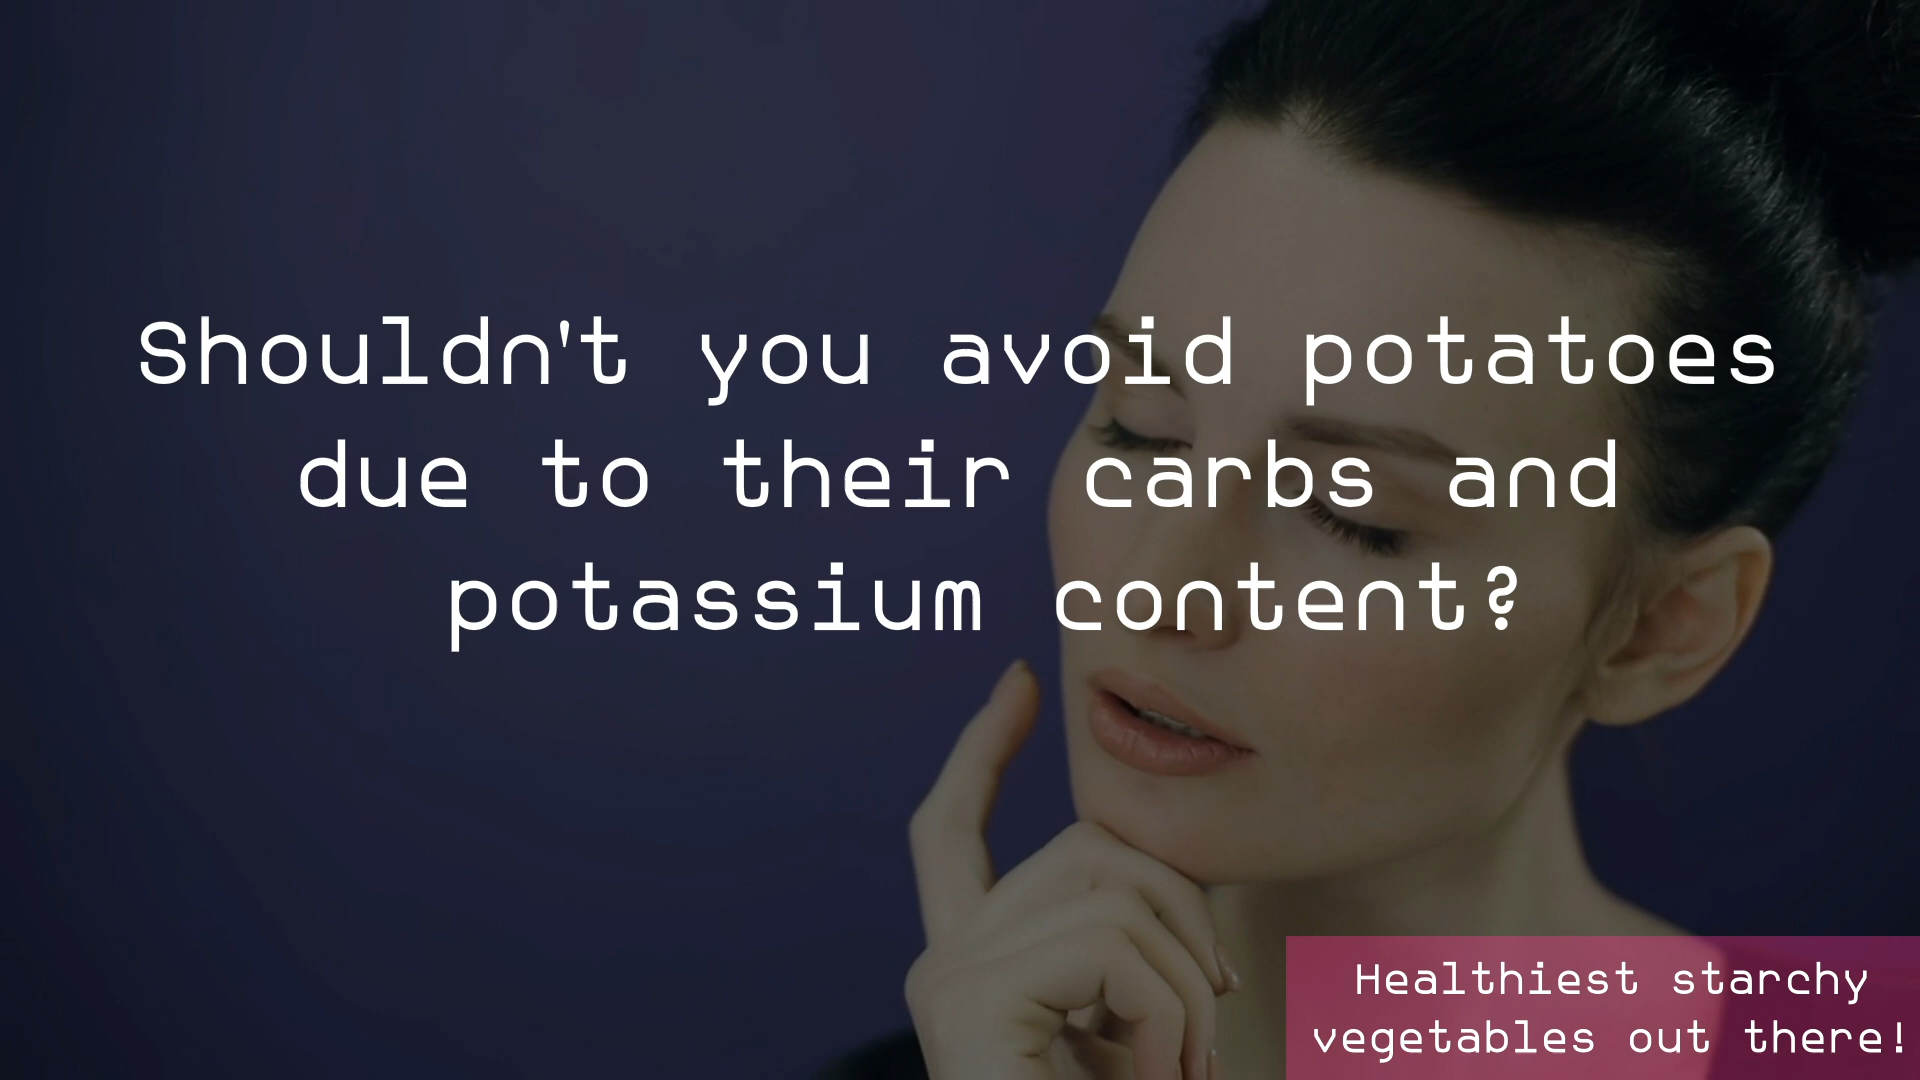 Shouldn't you avoid potatoes
due to their carbs and
potassium content?
Healthiest starchy
vegetables out there!